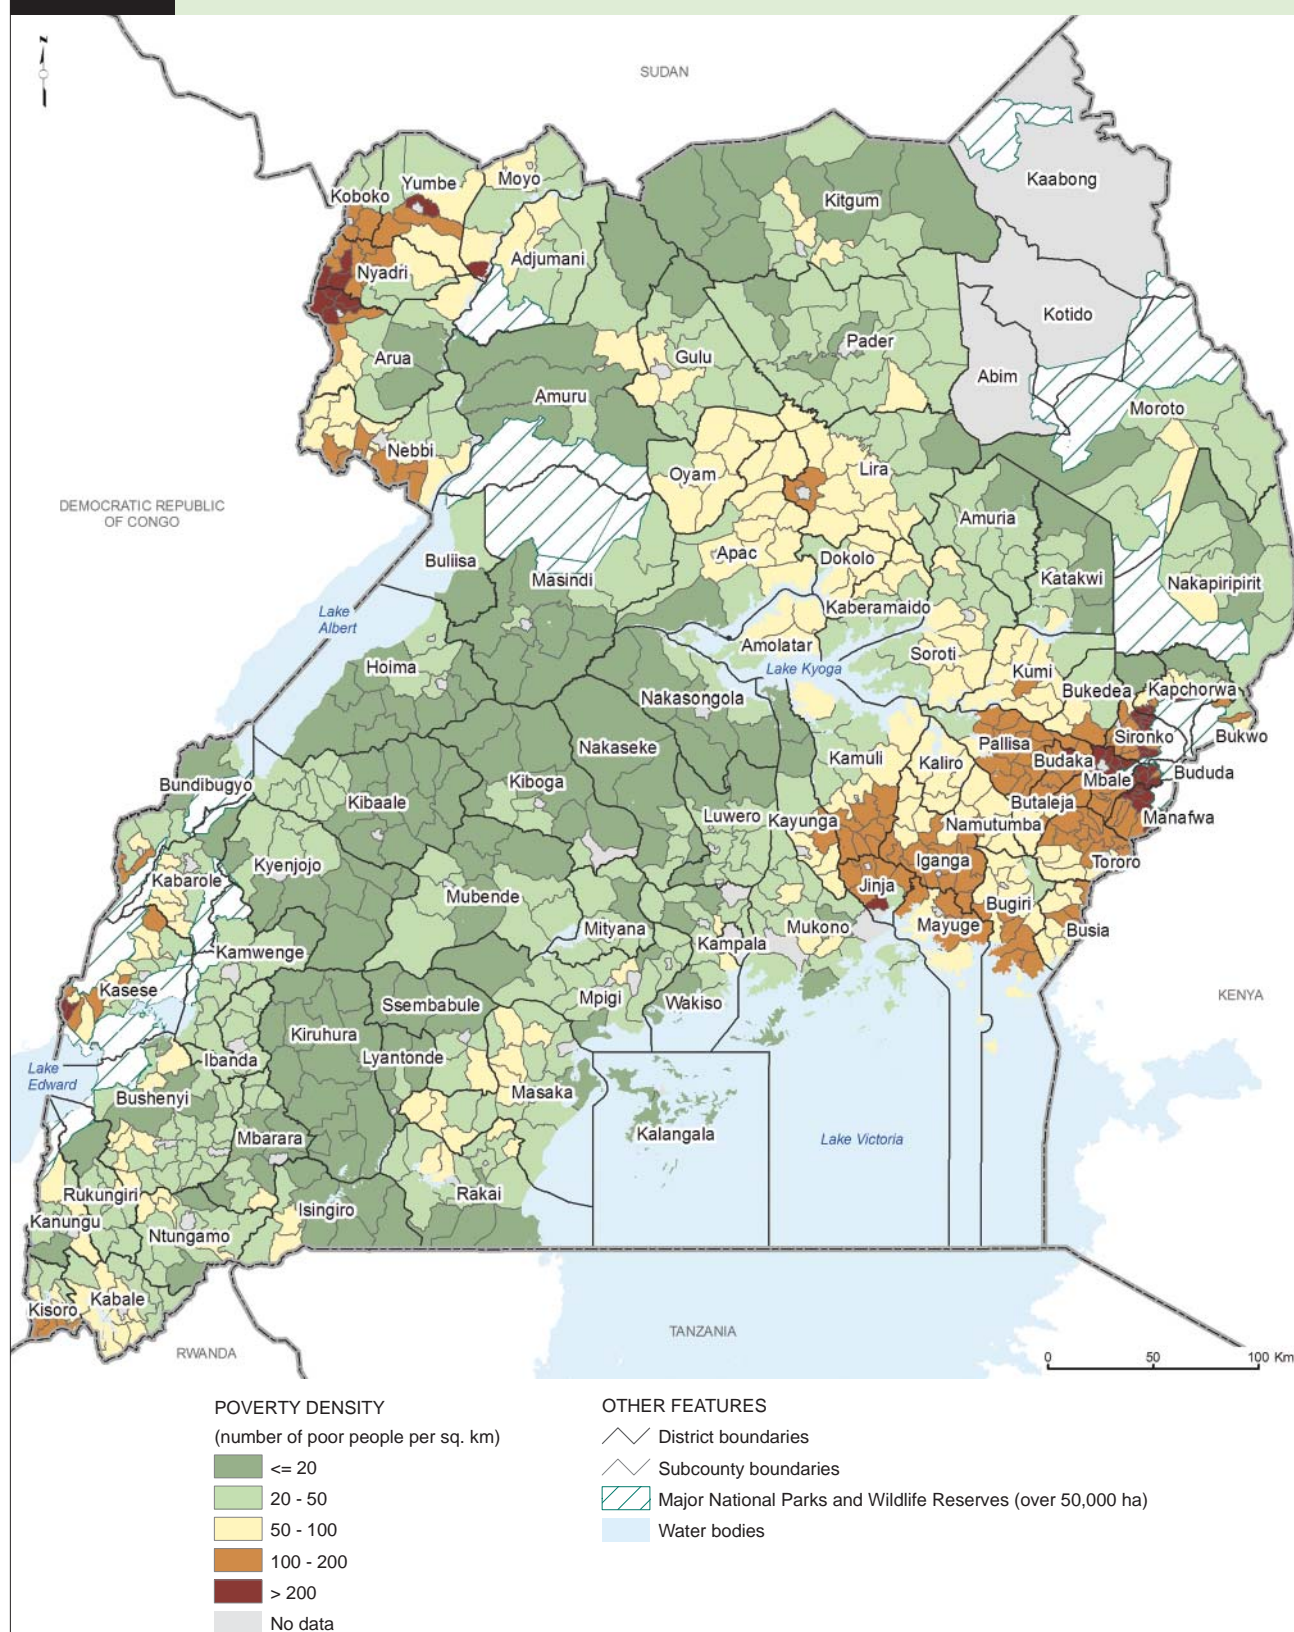 N
SUDAN
Kaabong
Koboko
Yumbe
Moyo
Kitgum
Nyadri
Adjumani
Kotido
Arua
Gulu
Pader
Abim
Amuru
Moroto
Nebbi
Oyam
Lira
DEMOCRATIC REPUBLIC
OF CONGO
Amuria
Buliisa
Masindi
Apac
Dokolo
Katakwi
Nakapiripirit
Lake
Albert
Kaberamaido
Amolatar
Soroti
Hoima
Lake Kyoga
Kumi
Bukedea
Kapchorwa
Nakasongola
Nakaseke
Pallisa
Sironko
Bukwo
Kamuli
Kaliro
Budaka
Mbale
Bududa
Bundibugyo
Kibaale
Kiboga
Butaleja
Manafwa
Luwero
Kayunga
Namutumba
Kyenjojo
Iganga
Tororo
Kabarole
Mubende
Jinja
Bugiri
Mityana
Kampala
Mukono
Mayuge
Busia
Kamwenge
Kasese
Ssembabule
Mpigi
Wakiso
KENYA
Kiruhura
Lyantonde
Ibanda
Lake
Edward
Bushenyi
Masaka
Mbarara
Kalangala
Lake Victoria
Rukungiri
Rakai
Kanungu
Isingiro
Ntungamo
Kisoro
Kabale
RWANDA
TANZANIA
0 50 100 Km
POVERTY DENSITY
(number of poor people per sq. km)
<= 20
20 - 50
50 - 100
100 - 200
> 200
No data
OTHER FEATURES
District boundaries
Subcounty boundaries
Major National Parks and Wildlife Reserves (over 50,000 ha)
Water bodies